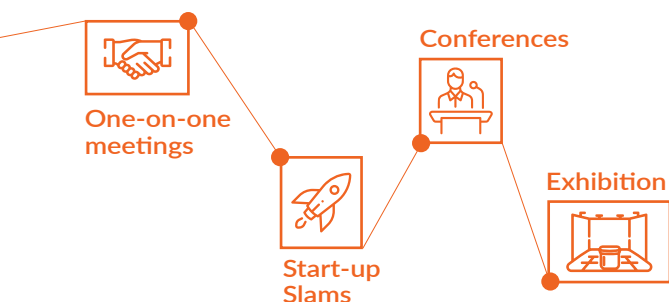 One-on-one
meetings
Start-up
Slams
Conferences
Exhibition